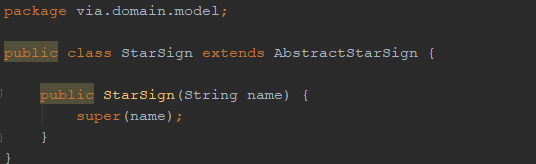 package via.domain.model;
public class StarSign extends AbstractStarSign {
public StarSign(String name) {
super(name);
}
}